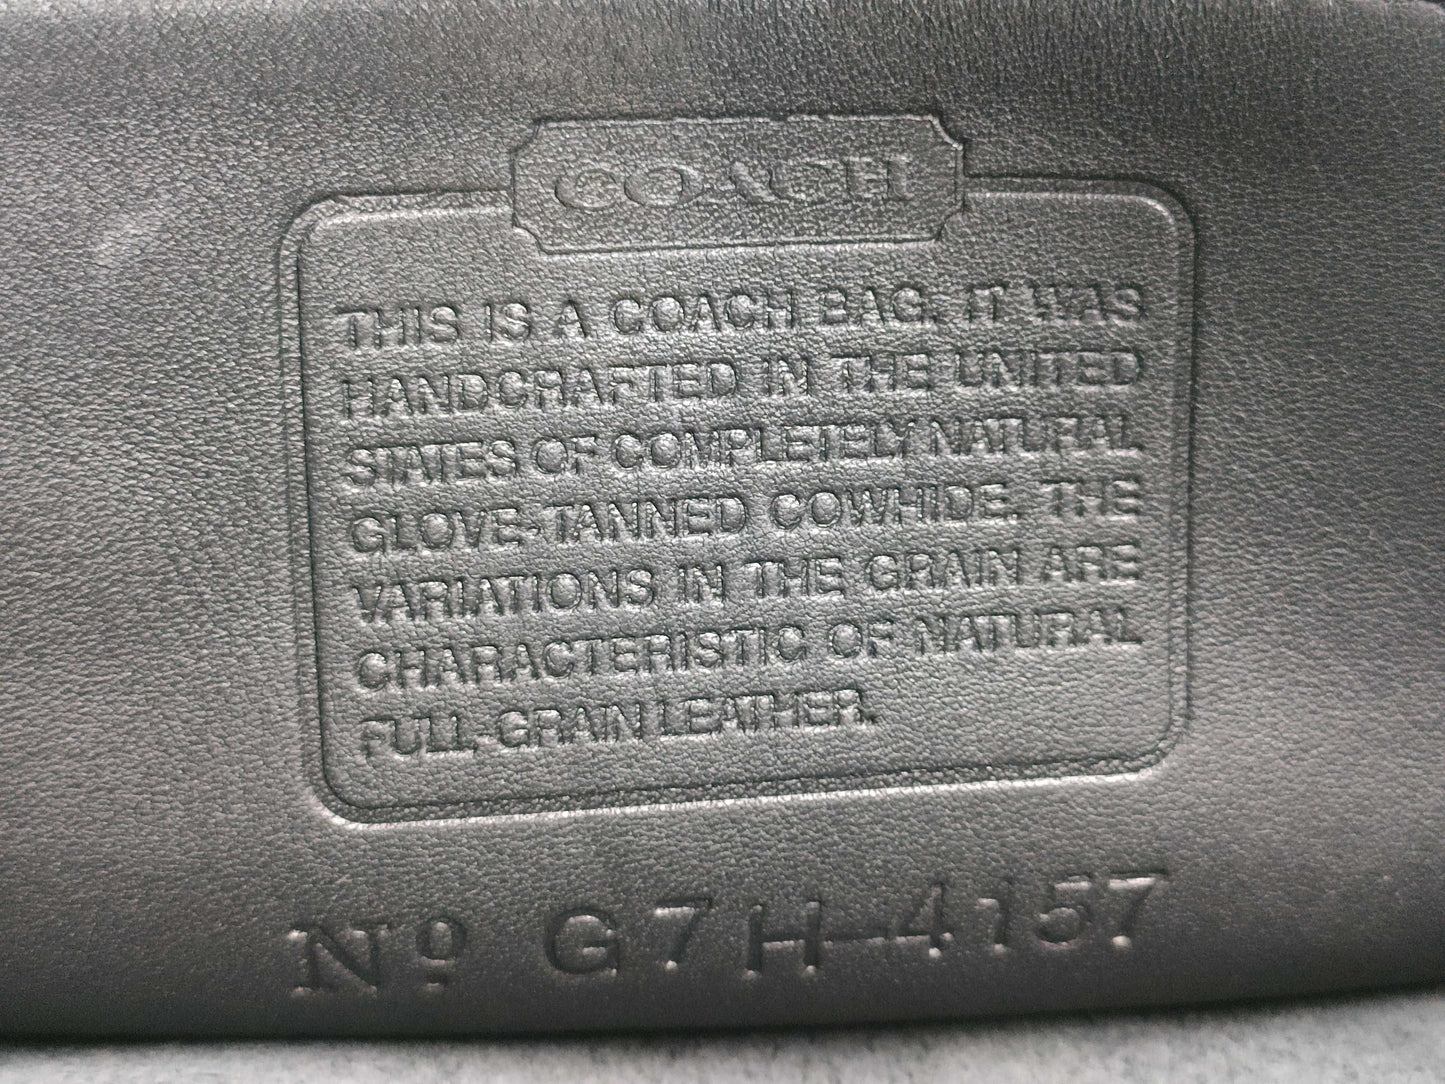 COACH
THIS IS A COACH BAG. IT WAS
HANDCRAFTED IN THE UNITED
STATES OF COMPLETELY NATURAL
GLOVE-TANNED COWHIDE. THE
VARIATIONS IN THE GRAIN ARE
CHARACTERISTIC OF NATURAL
FULL-GRAIN LEATHER.
Nº G7H-4157